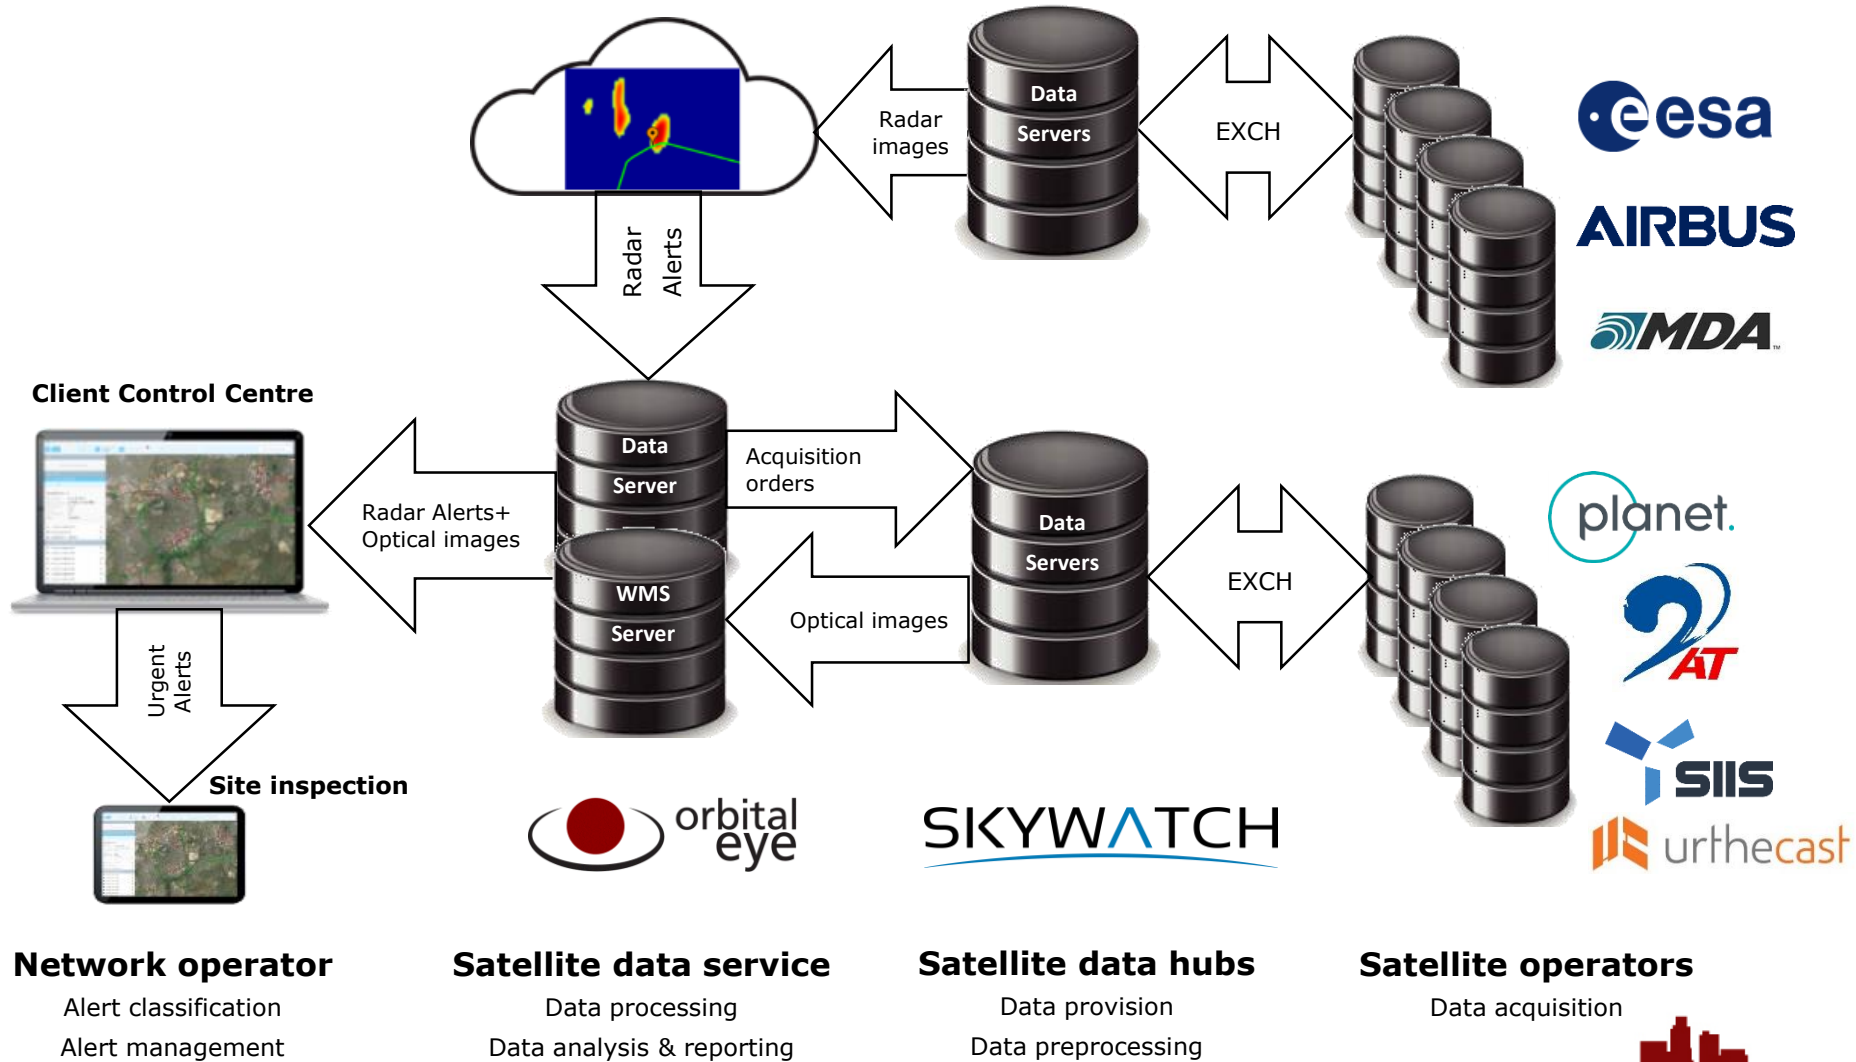 Data
Servers
Radar
images
EXCH
eesa
AIRBUS
MDA
Radar
Alerts
Client Control Centre
Data
Server
Acquisition
orders
Radar Alerts+
Optical images
Data
Servers
EXCH
planet.
WMS
Server
Optical images
AT
Urgent
Alerts
Site inspection
SIIS
orbital
eye
SKYWATCH
urthecast
Network operator
Alert classification
Alert management
Satellite data service
Data processing
Data analysis & reporting
Satellite data hubs
Data provision
Data preprocessing
Satellite operators
Data acquisition